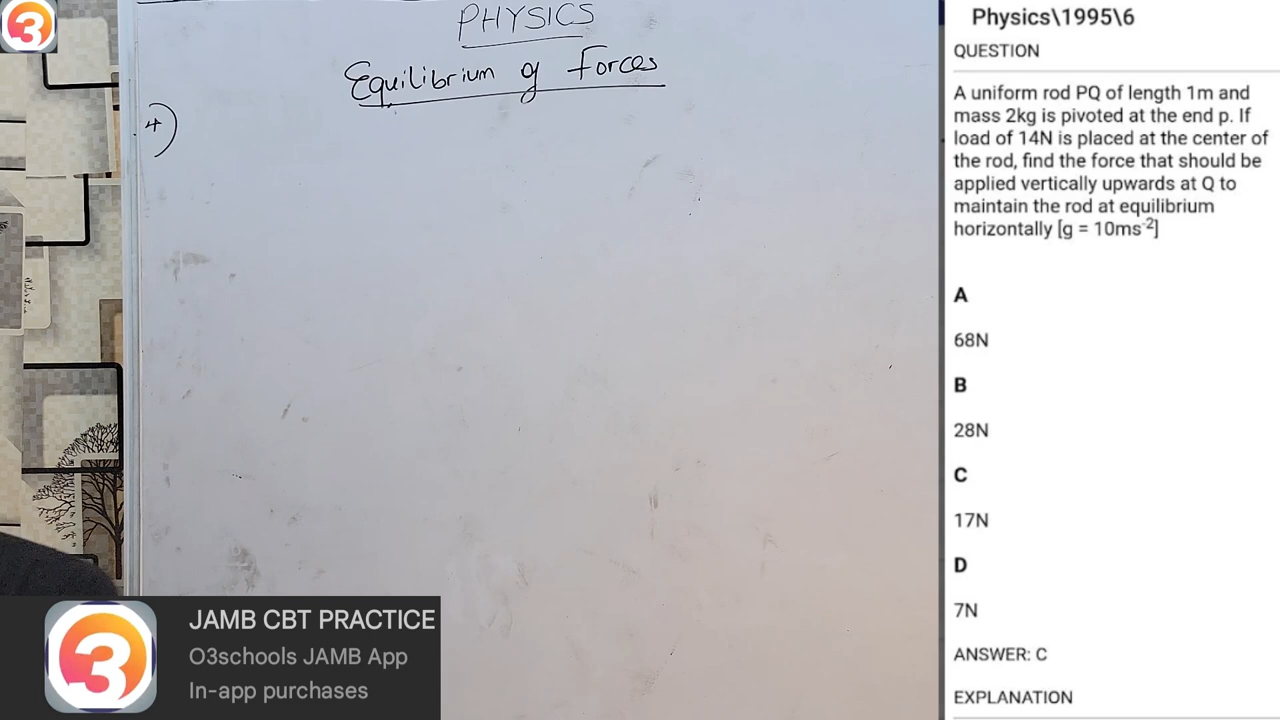 3
PHYSICS
Equilibrium of Forces
4)
Physics\1995\6
QUESTION
A uniform rod PQ of length 1m and
mass 2kg is pivoted at the end p. If
load of 14N is placed at the center of
the rod, find the force that should be
applied vertically upwards at Q to
maintain the rod at equilibrium
horizontally [g = 10ms⁻²]
A
68N
B
28N
C
17N
D
7N
ANSWER: C
EXPLANATION
3
JAMB CBT PRACTICE
O3schools JAMB App
In-app purchases